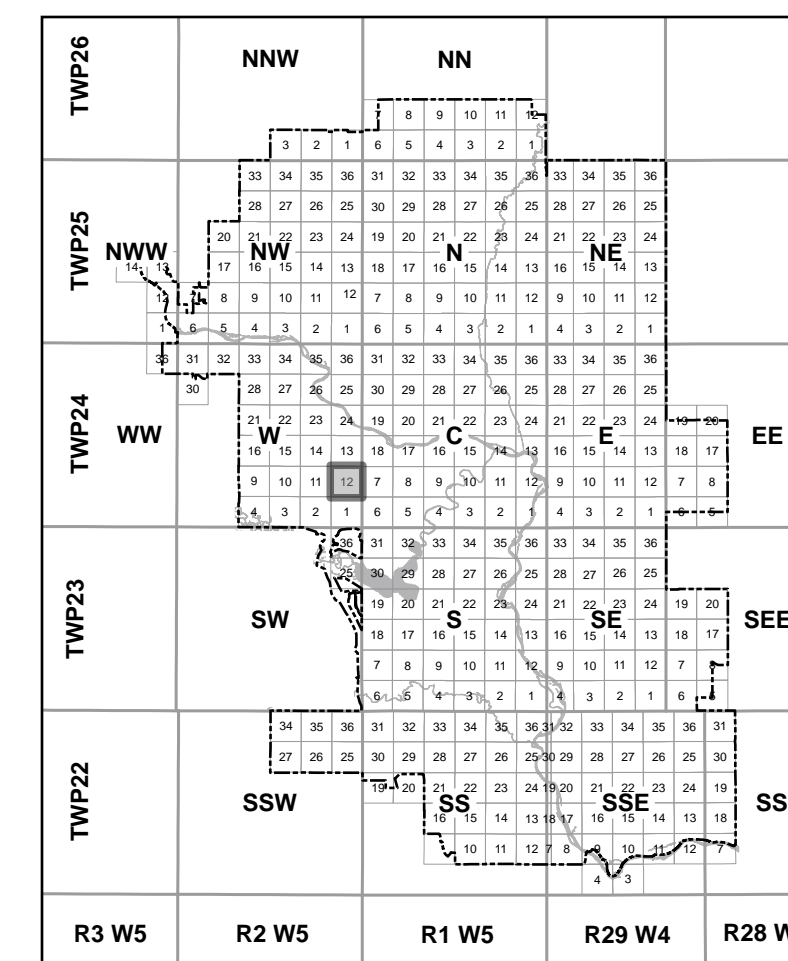 TWP26
NNW NN
7 8 9 10 11 12
3 2 1 6 5 4 3 2 1
TWP25
33 34 35 36 31 32 33 34 35 36 33 34 35 36
28 27 26 25 30 29 28 27 26 25 28 27 26 25
20 21 22 23 24 19 20 21 22 23 24 21 22 23 24
NWW NW N NE
14 13 17 16 15 14 13 18 17 16 15 14 13 16 15 14 13
12 7 8 9 10 11 12 7 8 9 10 11 12 9 10 11 12
1 6 5 4 3 2 1 6 5 4 3 2 1 4 3 2 1
TWP24
36 31 32 33 34 35 36 31 32 33 34 35 36 33 34 35 36
30 28 27 26 25 30 29 28 27 26 25 28 27 26 25
21 22 23 24 19 20 21 22 23 24 21 22 23 24 19 20
WW W C E EE
16 15 14 13 18 17 16 15 14 13 16 15 14 13 18 17
9 10 11 12 7 8 9 10 11 12 9 10 11 12 7 8
4 3 2 1 6 5 4 3 2 1 4 3 2 1 6 5
TWP23
36 31 32 33 34 35 36 33 34 35 36
25 30 29 28 27 26 25 28 27 26 25
19 20 21 22 23 24 21 22 23 24 19 20
SW S SE SEE
18 17 16 15 14 13 16 15 14 13 18 17
7 8 9 10 11 12 9 10 11 12 7 8
6 5 4 3 2 1 4 3 2 1 6 5
TWP22
34 35 36 31 32 33 34 35 36 31 32 33 34 35 36 31
27 26 25 30 29 28 27 26 25 30 29 28 27 26 25 30
19 20 21 22 23 24 19 20 21 22 23 24 19
SSW SS SSE SS
16 15 14 13 18 17 16 15 14 13 18
10 11 12 7 8 9 10 11 12 7
4 3
R3 W5 R2 W5 R1 W5 R29 W4 R28 W